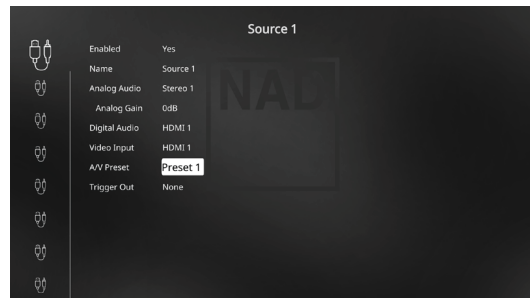 Source 1
Enabled Yes
Name Source 1
Analog Audio Stereo 1
Analog Gain 0dB
Digital Audio HDMI 1
Video Input HDMI 1
A/V Preset Preset 1
Trigger Out None
NAD